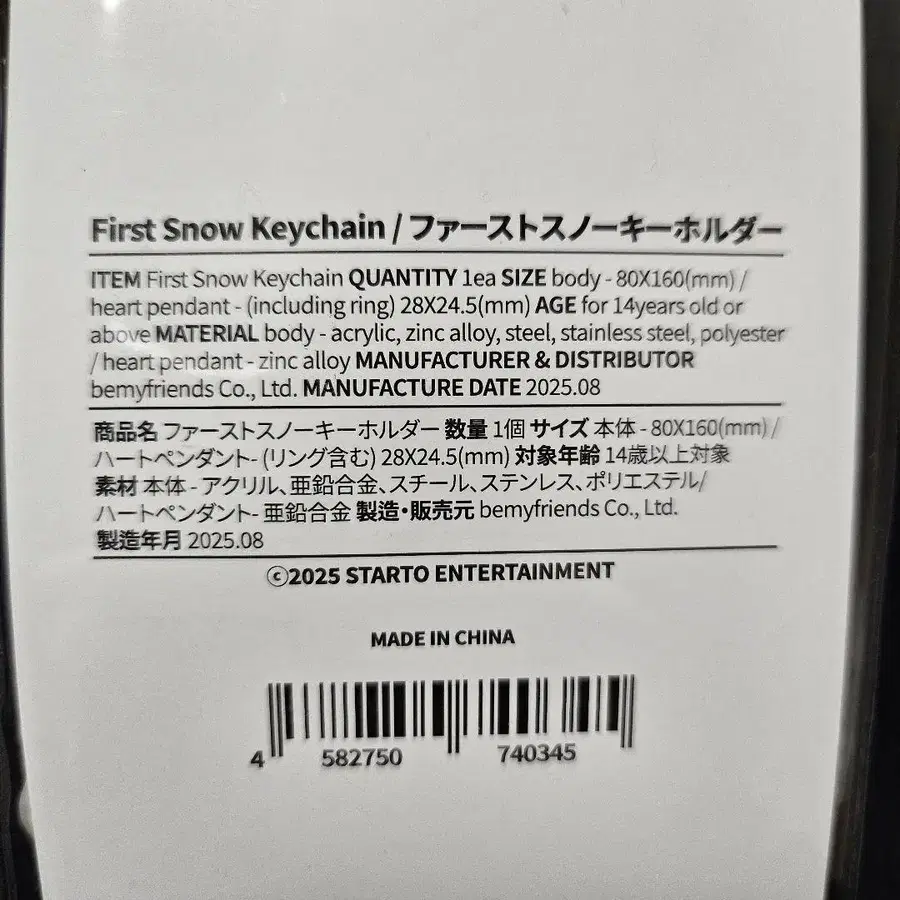 First Snow Keychain / ファーストスノーキーホルダー
ITEM First Snow Keychain QUANTITY 1ea SIZE body - 80X160(mm) /
heart pendant - (including ring) 28X24.5(mm) AGE for 14years old or
above MATERIAL body - acrylic, zinc alloy, steel, stainless steel, polyester
/ heart pendant - zinc alloy MANUFACTURER & DISTRIBUTOR
bemyfriends Co., Ltd. MANUFACTURE DATE 2025.08
商品名 ファーストスノーキーホルダー 数量 1個 サイズ 本体 - 80X160(mm) /
ハートペンダント- (リング含む) 28X24.5(mm) 対象年齢 14歳以上対象
素材 本体 - アクリル、亜鉛合金、スチール、ステンレス、ポリエステル/
ハートペンダント- 亜鉛合金 製造・販売元 bemyfriends Co., Ltd.
製造年月 2025.08
ⓒ2025 STARTO ENTERTAINMENT
MADE IN CHINA
4 582750 740345